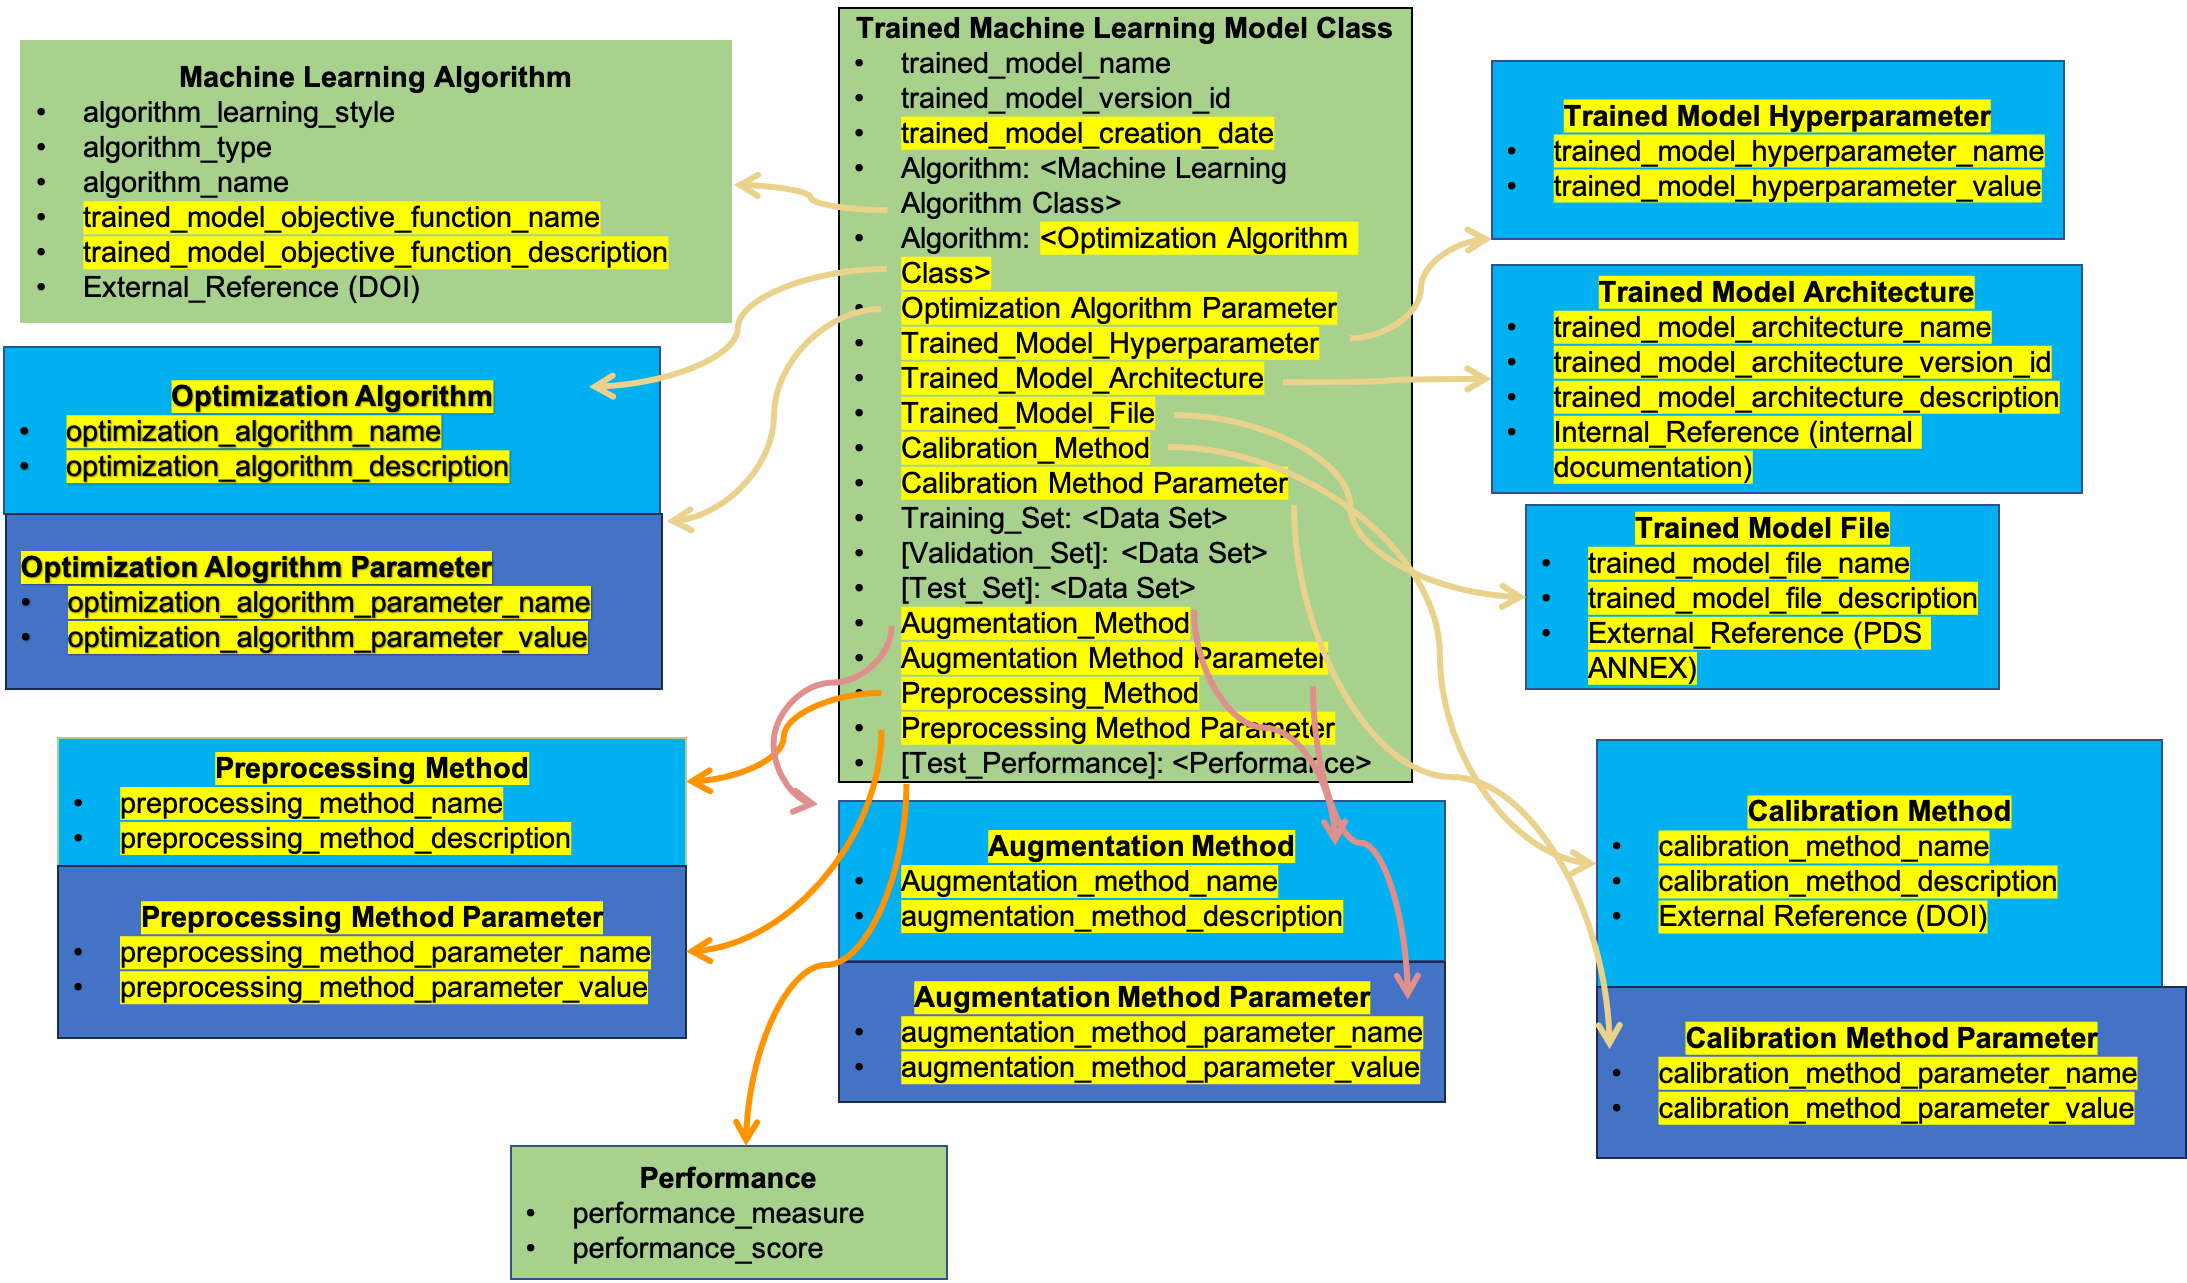 Machine Learning Algorithm
• algorithm_learning_style
• algorithm_type
• algorithm_name
• trained_model_objective_function_name
• trained_model_objective_function_description
• External_Reference (DOI)
Optimization Algorithm
• optimization_algorithm_name
• optimization_algorithm_description
Optimization Alogrithm Parameter
• optimization_algorithm_parameter_name
• optimization_algorithm_parameter_value
Preprocessing Method
• preprocessing_method_name
• preprocessing_method_description
Preprocessing Method Parameter
• preprocessing_method_parameter_name
• preprocessing_method_parameter_value
Trained Machine Learning Model Class
• trained_model_name
• trained_model_version_id
• trained_model_creation_date
• Algorithm: <Machine Learning
Algorithm Class>
• Algorithm: <Optimization Algorithm
Class>
• Optimization Algorithm Parameter
• Trained_Model_Hyperparameter
• Trained_Model_Architecture
• Trained_Model_File
• Calibration_Method
• Calibration Method Parameter
• Training_Set: <Data Set>
• [Validation_Set]: <Data Set>
• [Test_Set]: <Data Set>
• Augmentation_Method
• Augmentation Method Parameter
• Preprocessing_Method
• Preprocessing Method Parameter
• [Test_Performance]: <Performance>
Augmentation Method
• Augmentation_method_name
• augmentation_method_description
Augmentation Method Parameter
• augmentation_method_parameter_name
• augmentation_method_parameter_value
Performance
• performance_measure
• performance_score
Trained Model Hyperparameter
• trained_model_hyperparameter_name
• trained_model_hyperparameter_value
Trained Model Architecture
• trained_model_architecture_name
• trained_model_architecture_version_id
• trained_model_architecture_description
• Internal_Reference (internal
documentation)
Trained Model File
• trained_model_file_name
• trained_model_file_description
• External_Reference (PDS
ANNEX)
Calibration Method
• calibration_method_name
• calibration_method_description
• External Reference (DOI)
Calibration Method Parameter
• calibration_method_parameter_name
• calibration_method_parameter_value